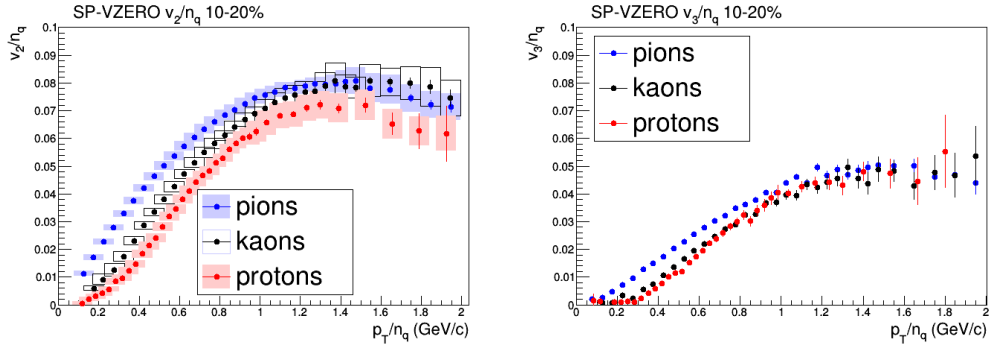 SP-VZERO v2/nq 10-20%
v2/nq
0.1
0.09
0.08
0.07
0.06
0.05
0.04
0.03
0.02
0.01
0
pions
kaons
protons
0 0.2 0.4 0.6 0.8 1 1.2 1.4 1.6 1.8 2
pT/nq (GeV/c)
SP-VZERO v3/nq 10-20%
v3/nq
0.1
0.09
0.08
0.07
0.06
0.05
0.04
0.03
0.02
0.01
0
pions
kaons
protons
0 0.2 0.4 0.6 0.8 1 1.2 1.4 1.6 1.8 2
pT/nq (GeV/c)